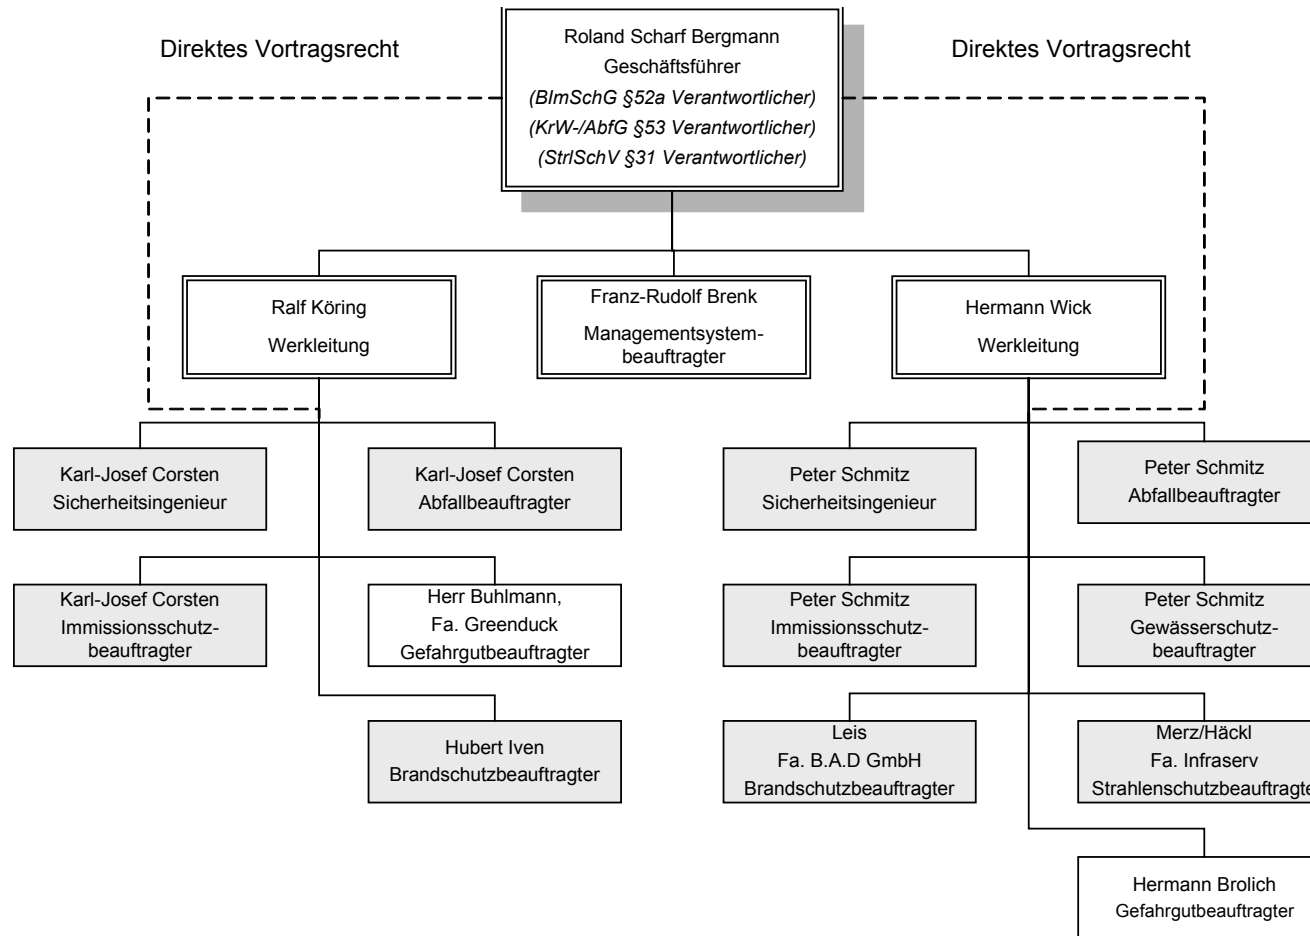 Direktes Vortragsrecht
Roland Scharf Bergmann
Geschäftsführer
(BImSchG §52a Verantwortlicher)
(KrW-/AbfG §53 Verantwortlicher)
(StrlSchV §31 Verantwortlicher)
Direktes Vortragsrecht
Ralf Köring
Werkleitung
Franz-Rudolf Brenk
Managementsystem-
beauftragter
Hermann Wick
Werkleitung
Karl-Josef Corsten
Sicherheitsingenieur
Karl-Josef Corsten
Abfallbeauftragter
Peter Schmitz
Sicherheitsingenieur
Peter Schmitz
Abfallbeauftragter
Karl-Josef Corsten
Immissionsschutz-
beauftragter
Herr Buhlmann,
Fa. Greenduck
Gefahrgutbeauftragter
Peter Schmitz
Immissionsschutz-
beauftragter
Peter Schmitz
Gewässerschutz-
beauftragter
Hubert Iven
Brandschutzbeauftragter
Leis
Fa. B.A.D GmbH
Brandschutzbeauftragter
Merz/Häckl
Fa. Infraserv
Strahlenschutzbeauftragte
Hermann Brolich
Gefahrgutbeauftragter